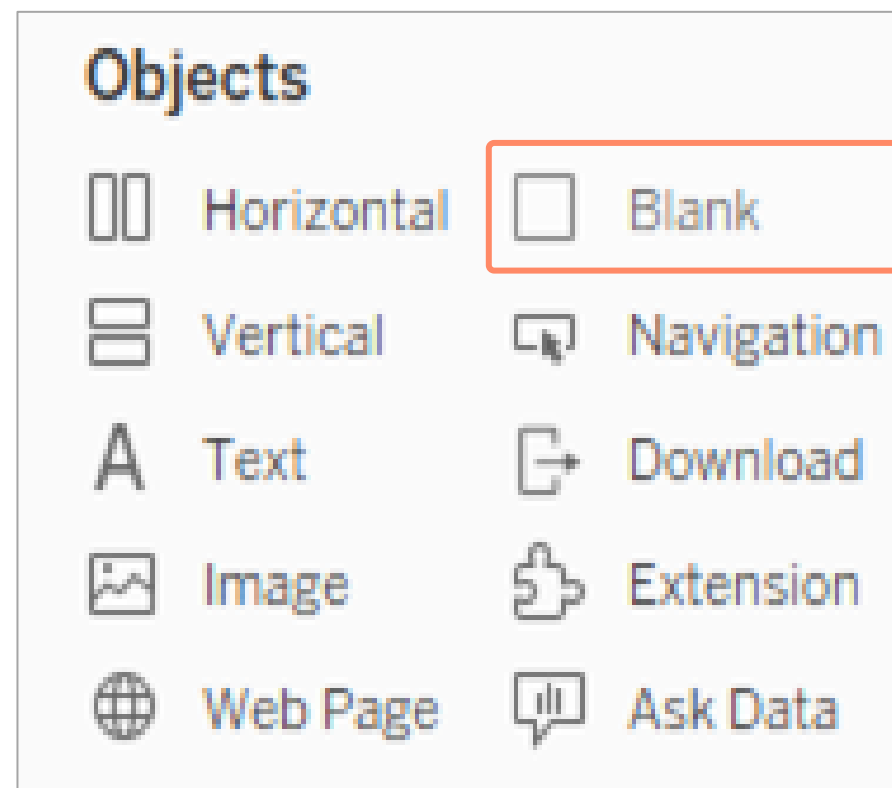 Objects
Horizontal Blank
Vertical Navigation
Text Download
Image Extension
Web Page Ask Data